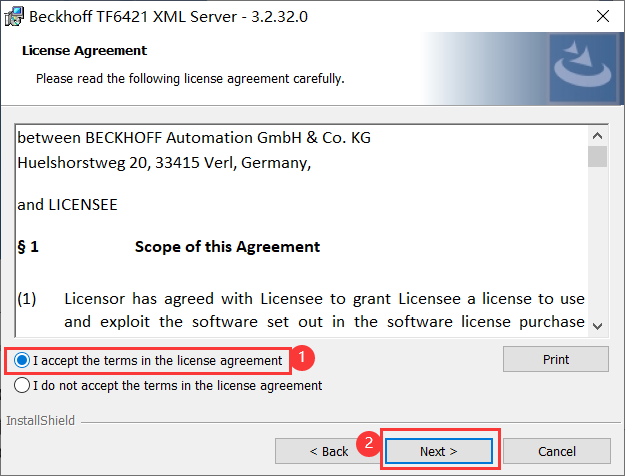 Beckhoff TF6421 XML Server - 3.2.32.0
License Agreement
Please read the following license agreement carefully.
between BECKHOFF Automation GmbH & Co. KG
Huelshorstweg 20, 33415 Verl, Germany,
and LICENSEE
§ 1 Scope of this Agreement
(1) Licensor has agreed with Licensee to grant Licensee a license to use
and exploit the software set out in the software license purchase
I accept the terms in the license agreement 1
Print
I do not accept the terms in the license agreement
InstallShield
2
< Back Next > Cancel